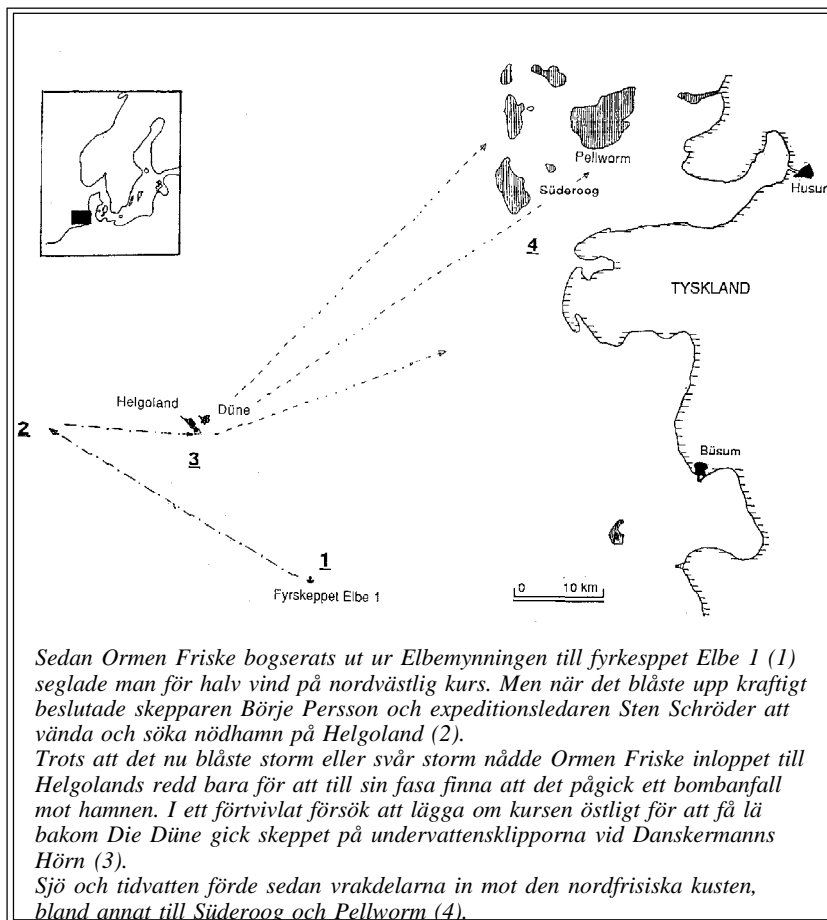 Pellworm
Süderoog
Husum
4
TYSKLAND
Helgoland
Düne
2
3
Büsum
1
Fyrskeppet Elbe 1
0 10 km
Sedan Ormen Friske bogserats ut ur Elbemynningen till fyrkesppet Elbe 1 (1)
seglade man för halv vind på nordvästlig kurs. Men när det blåste upp kraftigt
beslutade skepparen Börje Persson och expeditionsledaren Sten Schröder att
vända och söka nödhamn på Helgoland (2).
Trots att det nu blåste storm eller svår storm nådde Ormen Friske inloppet till
Helgolands redd bara för att till sin fasa finna att det pågick ett bombanfall
mot hamnen. I ett förtvivlat försök att lägga om kursen östligt för att få lä
bakom Die Düne gick skeppet på undervattensklipporna vid Danskermanns
Hörn (3).
Sjö och tidvatten förde sedan vrakdelarna in mot den nordfrisiska kusten,
bland annat till Süderoog och Pellworm (4).